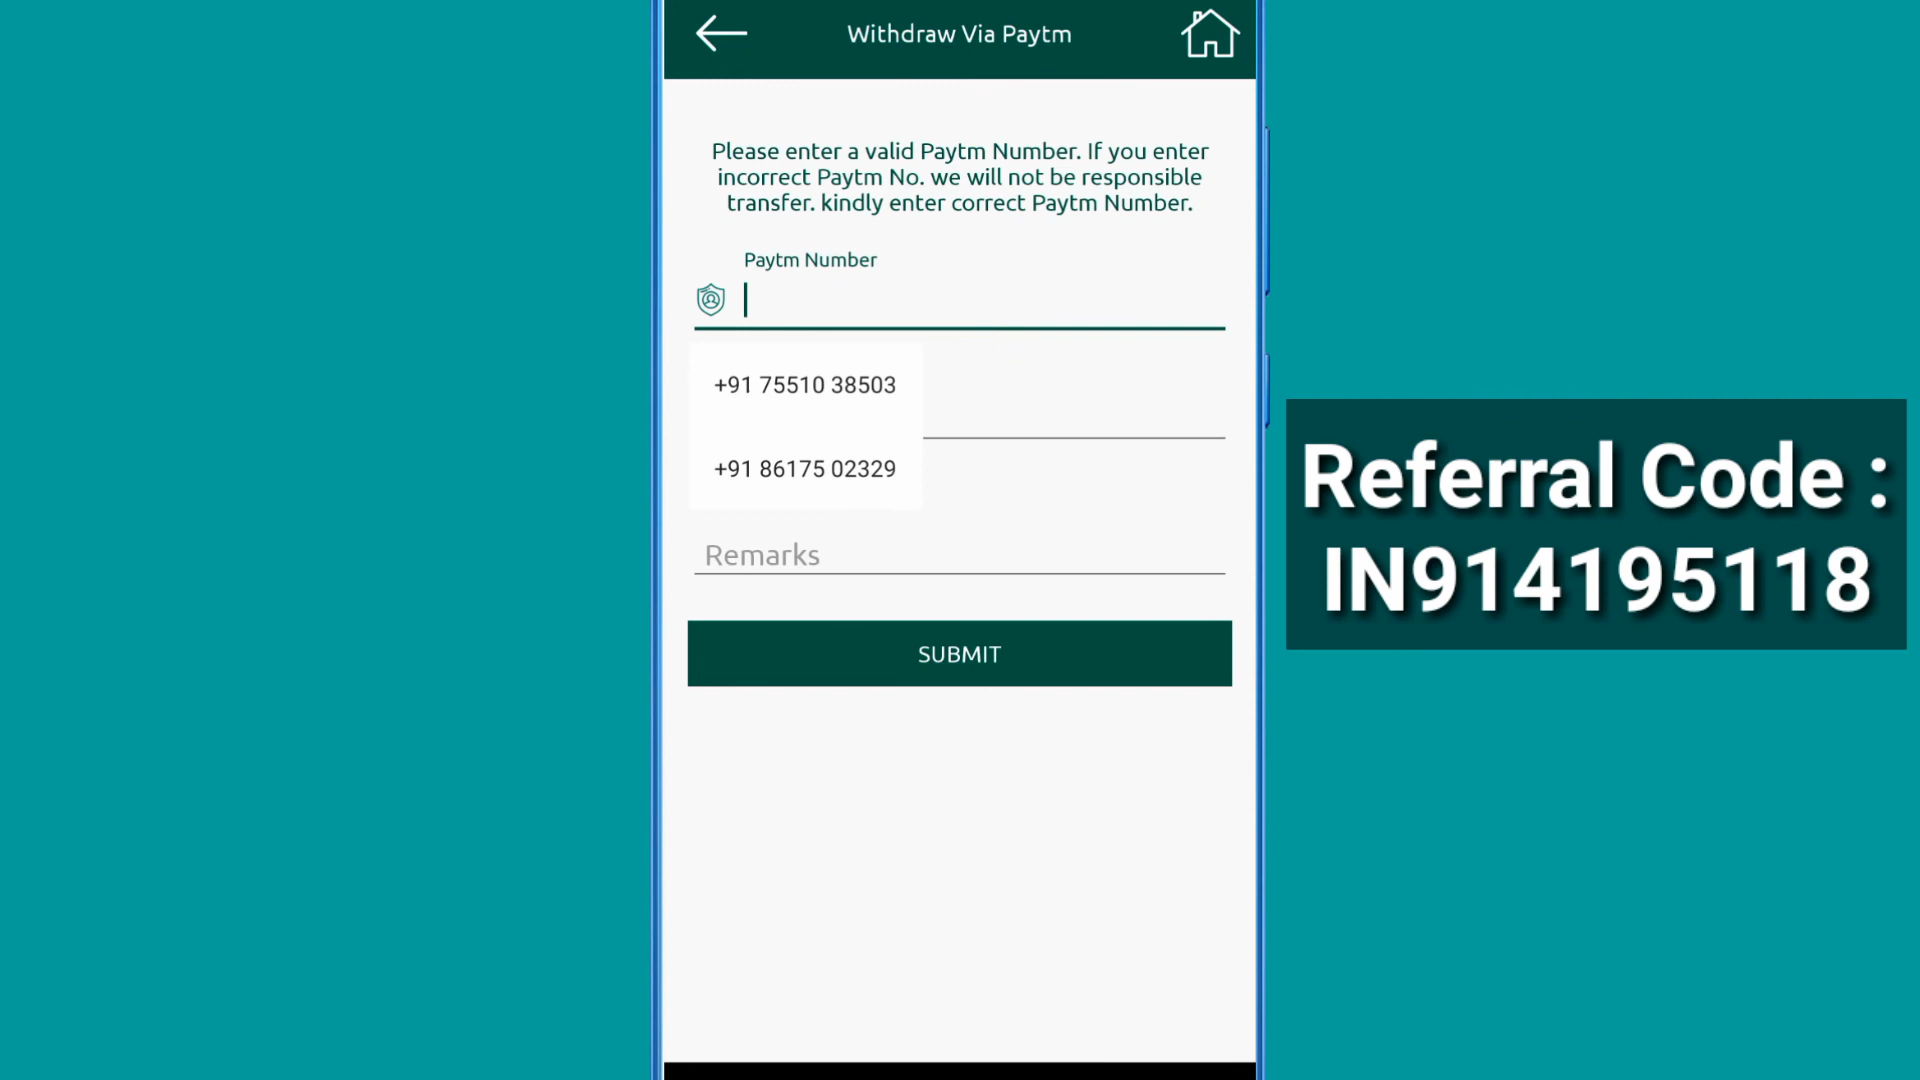 Withdraw Via Paytm
Please enter a valid Paytm Number. If you enter
incorrect Paytm No. we will not be responsible
transfer. kindly enter correct Paytm Number.
Paytm Number
+91 75510 38503
+91 86175 02329
Remarks
SUBMIT
Referral Code :
IN914195118